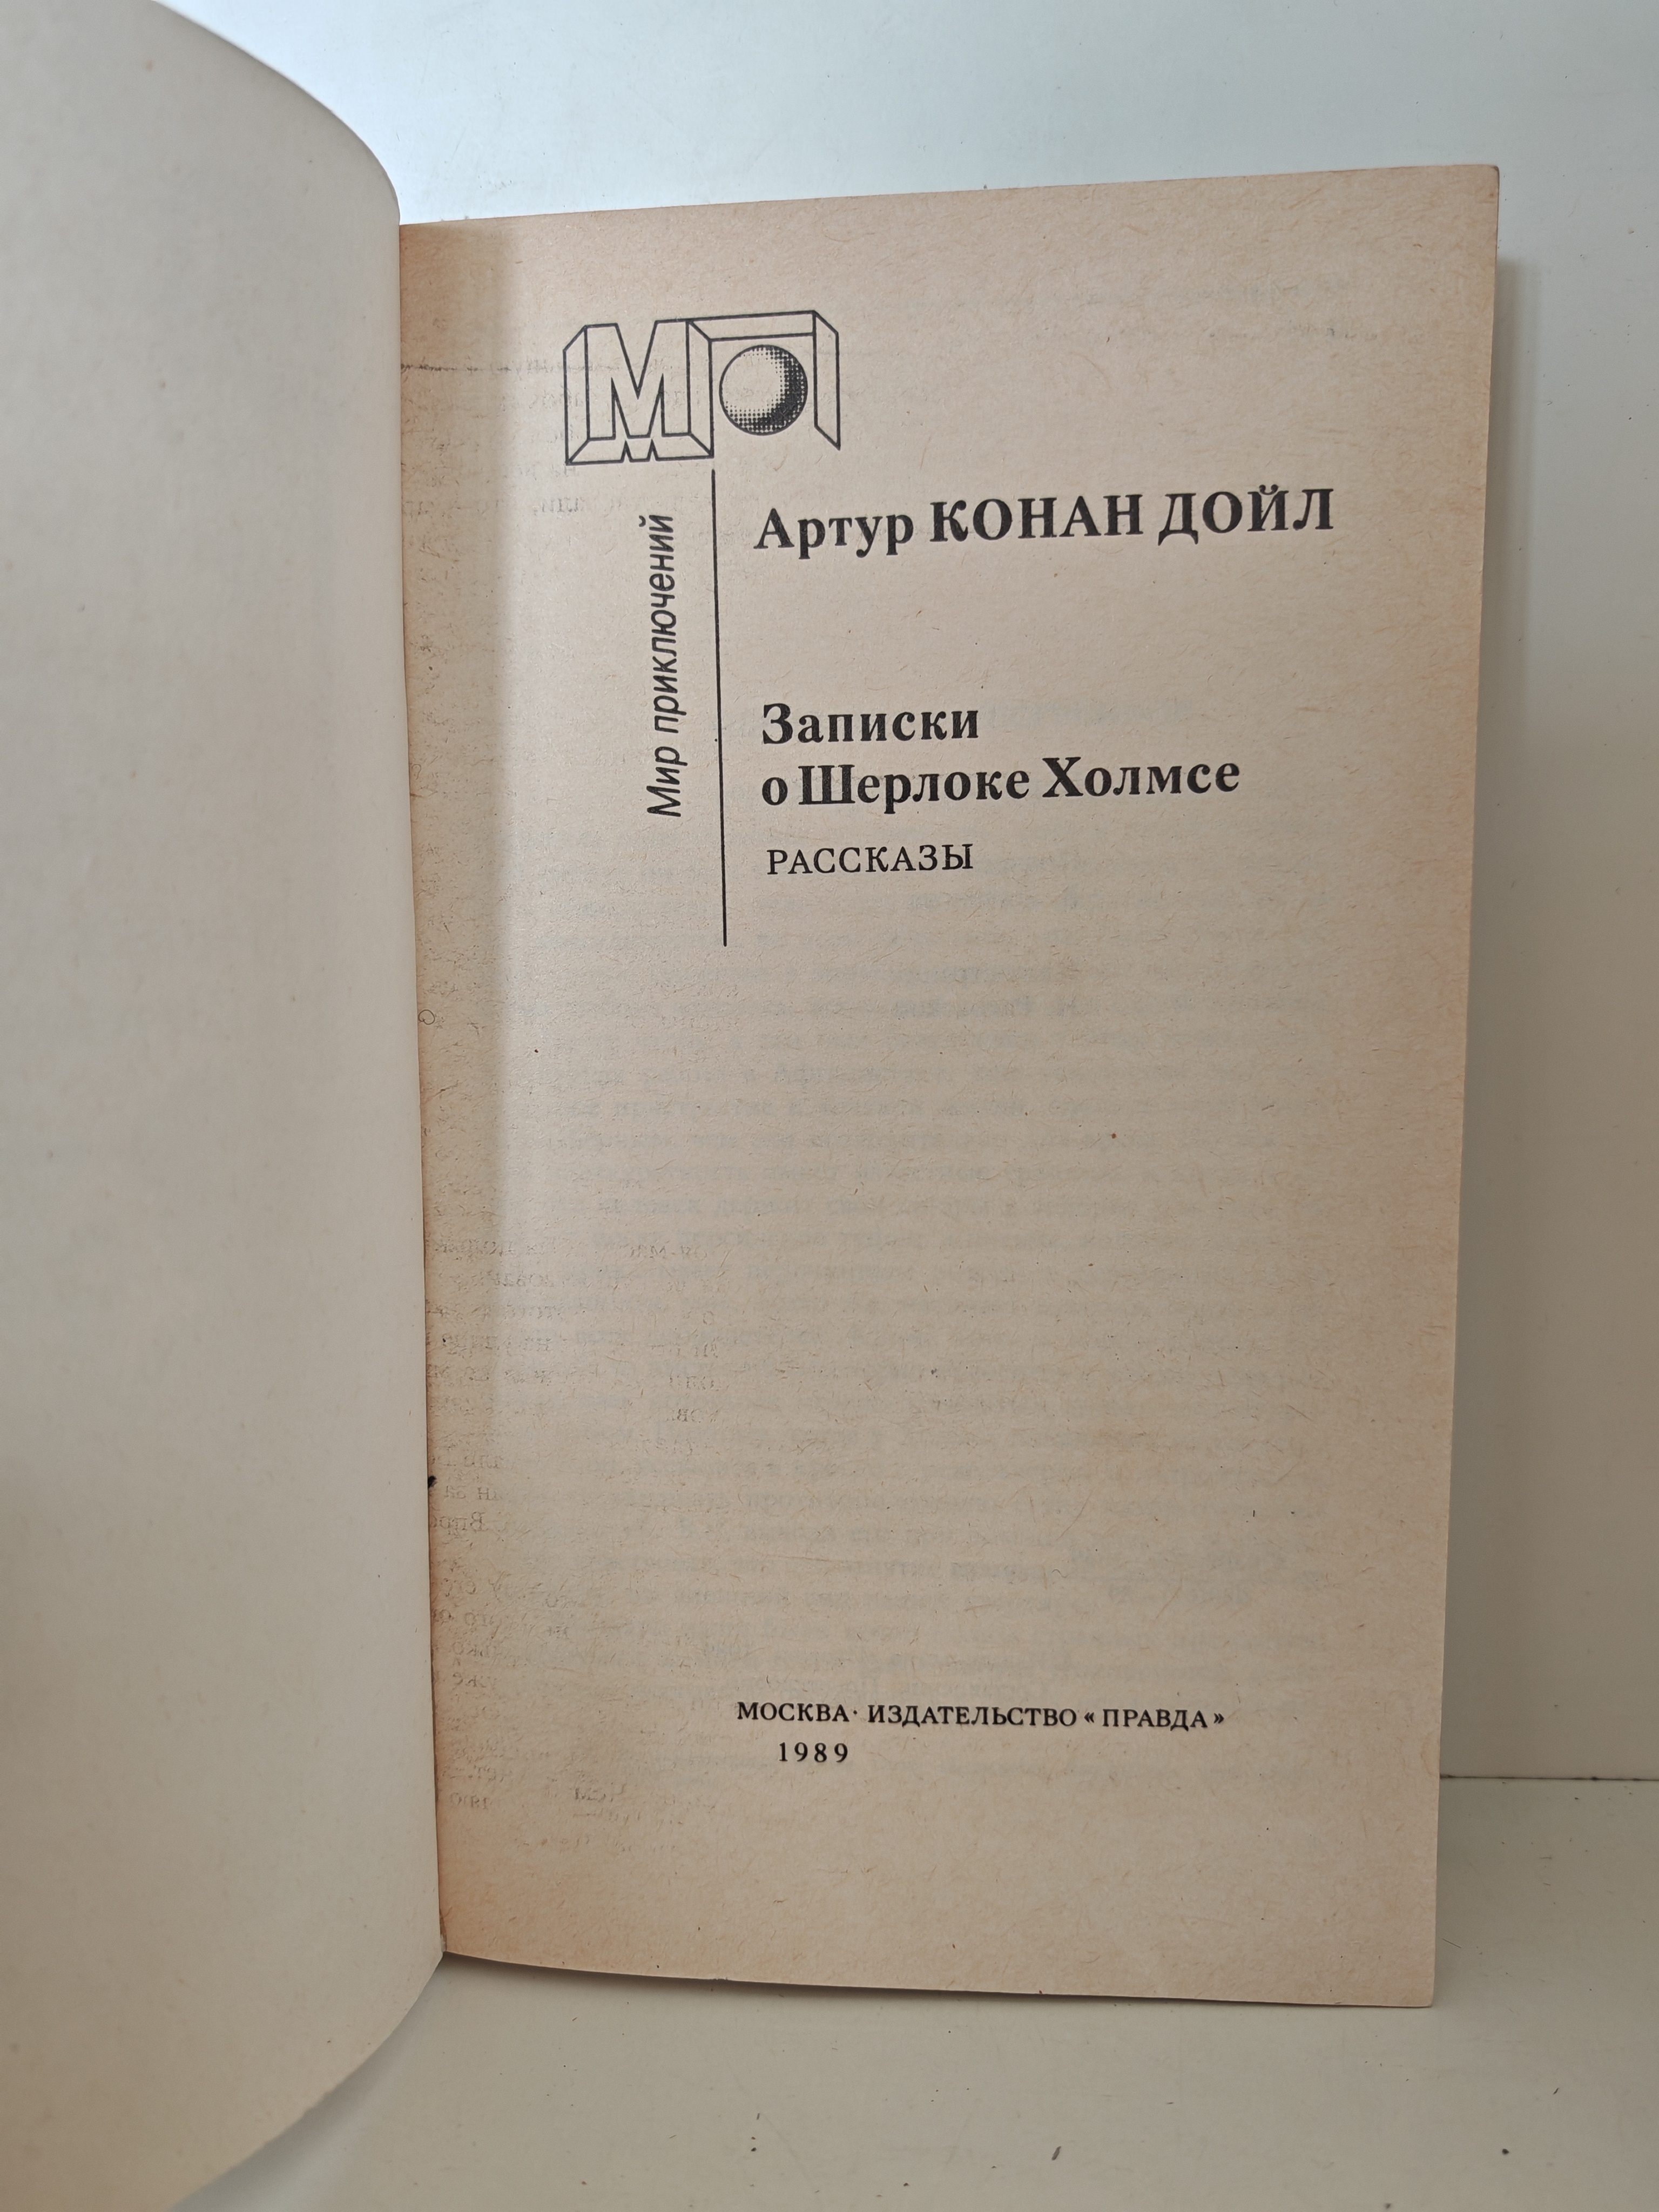 МП
Мир приключений
Артур КОНАН ДОЙЛ
Записки
о Шерлоке Холмсе
РАССКАЗЫ
МОСКВА· ИЗДАТЕЛЬСТВО «ПРАВДА»
1989